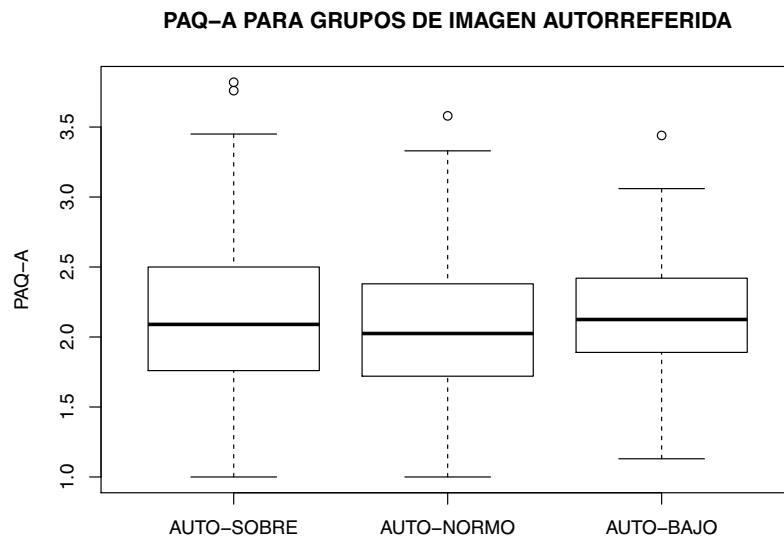 PAQ−A PARA GRUPOS DE IMAGEN AUTORREFERIDA
PAQ−A
3.5
3.0
2.5
2.0
1.5
1.0
AUTO−SOBRE
AUTO−NORMO
AUTO−BAJO